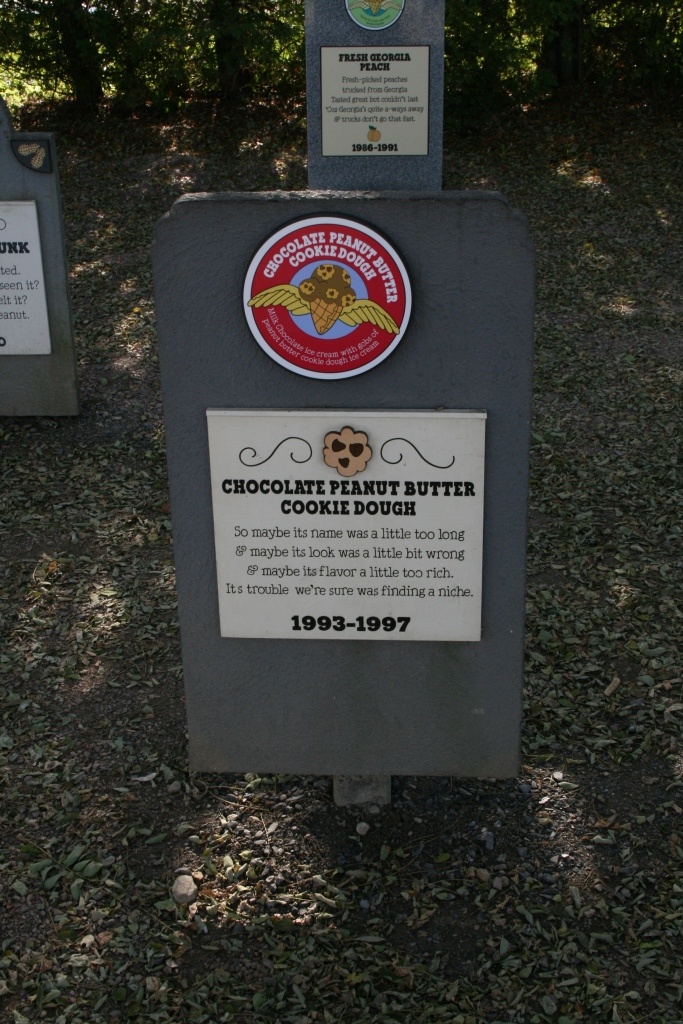 FRESH GEORGIA
PEACH
Fresh-picked peaches
trucked from Georgia
Tasted great but couldn't last
'Cuz Georgia's quite a-ways away
& trucks don't go that fast.
1986-1991
UNK
ted.
seen it?
elt it?
eanut.
CHOCOLATE PEANUT BUTTER
COOKIE DOUGH
Milk Chocolate ice cream with gobs of
peanut butter cookie dough ice cream
CHOCOLATE PEANUT BUTTER
COOKIE DOUGH
So maybe its name was a little too long
& maybe its look was a little bit wrong
& maybe its flavor a little too rich.
It's trouble we're sure was finding a niche.
1993-1997